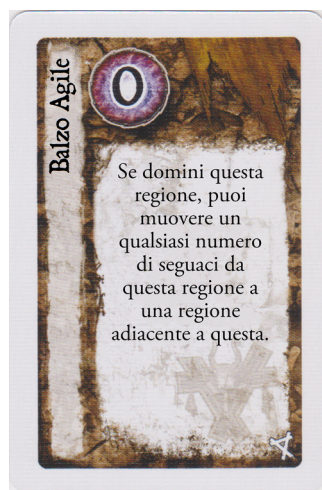 Balzo Agile
0
Se domini questa
regione, puoi
muovere un
qualsiasi numero
di seguaci da
questa regione a
una regione
adiacente a questa.